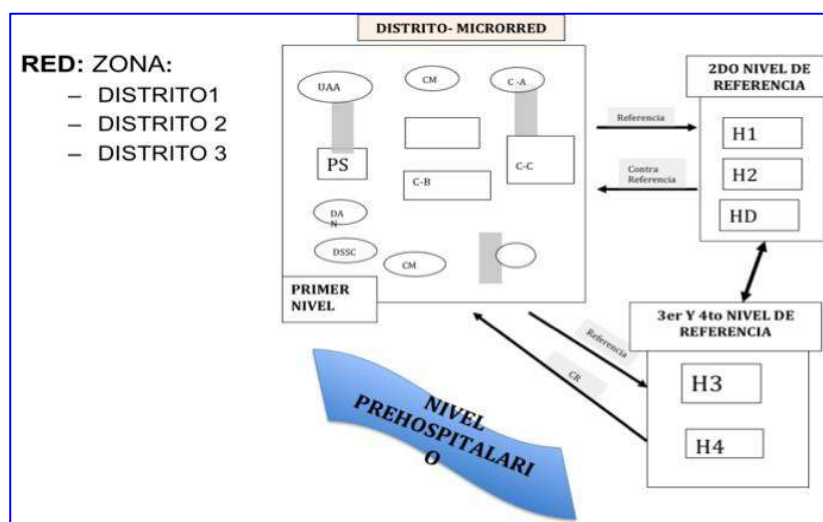 DISTRITO- MICRORRED
RED: ZONA:
– DISTRITO1
– DISTRITO 2
– DISTRITO 3
UAA
CM
C -A
PS
C-B
C-C
DA
N
DSSC
CM
PRIMER
NIVEL
Referencia
Contra
Referencia
2DO NIVEL DE
REFERENCIA
H1
H2
HD
Referencia
CR
3er Y 4to NIVEL DE
REFERENCIA
H3
H4
NIVEL
PREHOSPITALARI
O